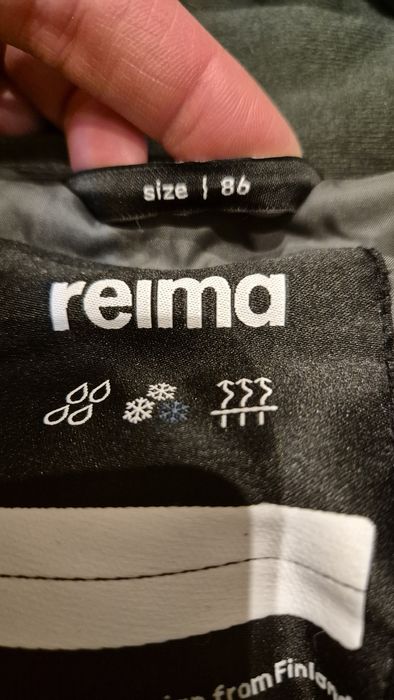 size | 86
reima
from Finland